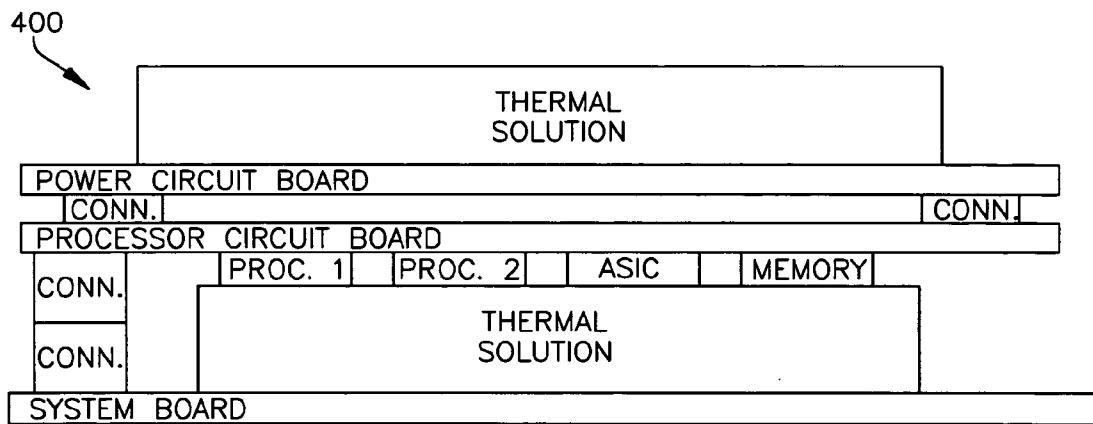 400
THERMAL
SOLUTION
POWER CIRCUIT BOARD
CONN. CONN.
PROCESSOR CIRCUIT BOARD
PROC. 1 PROC. 2 ASIC MEMORY
CONN.
THERMAL
SOLUTION
CONN.
SYSTEM BOARD